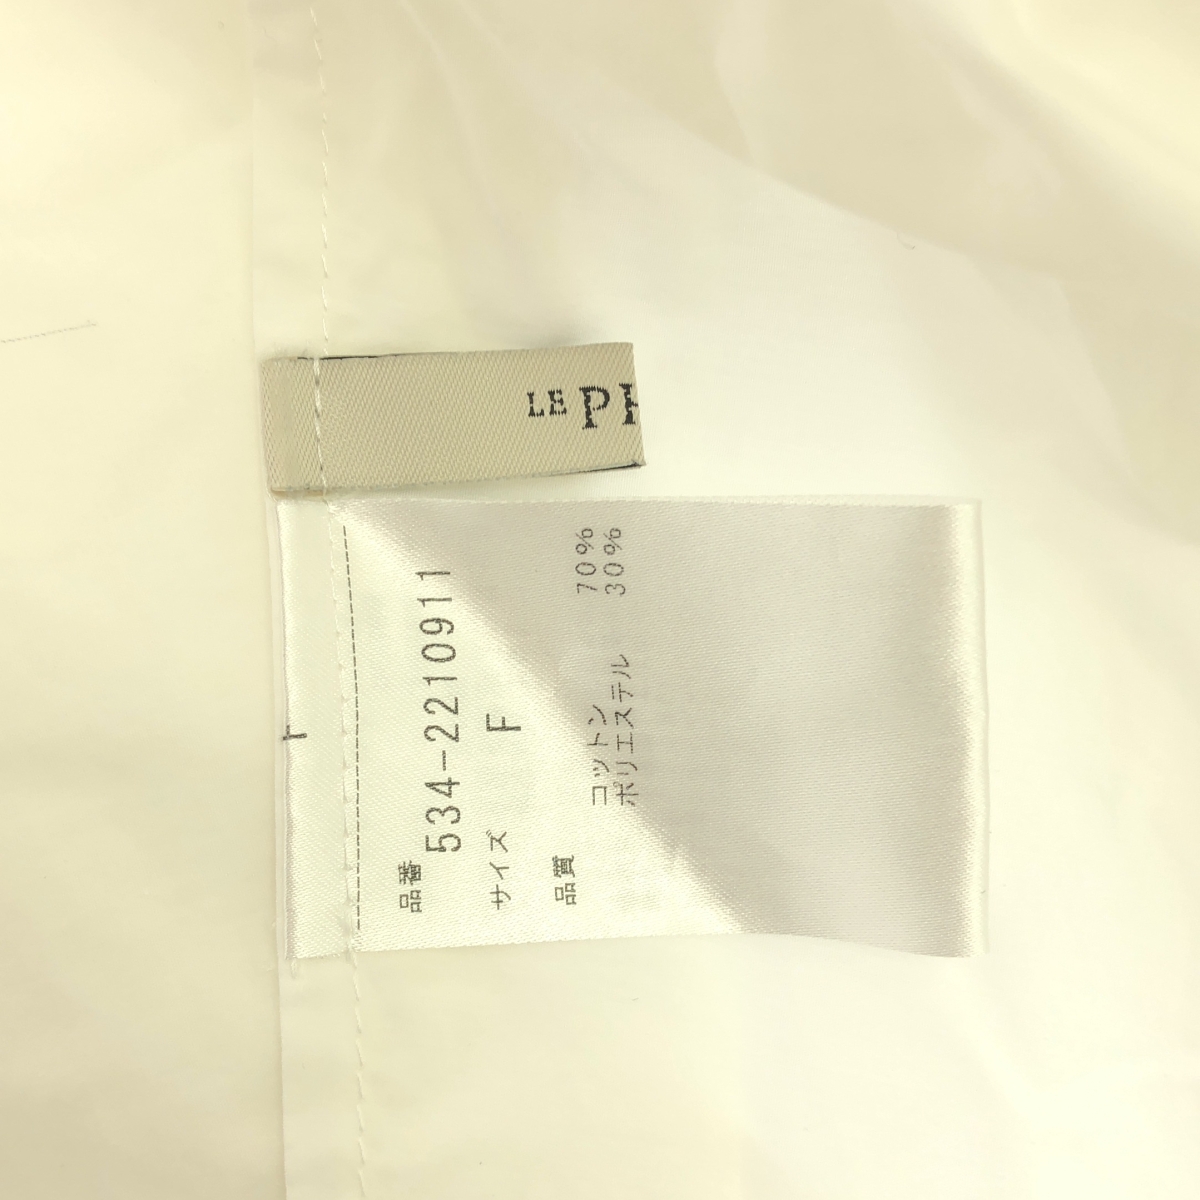 LE PH
品番
534-2210911
サイズ F
品質
コットン 70%
ポリエステル 30%